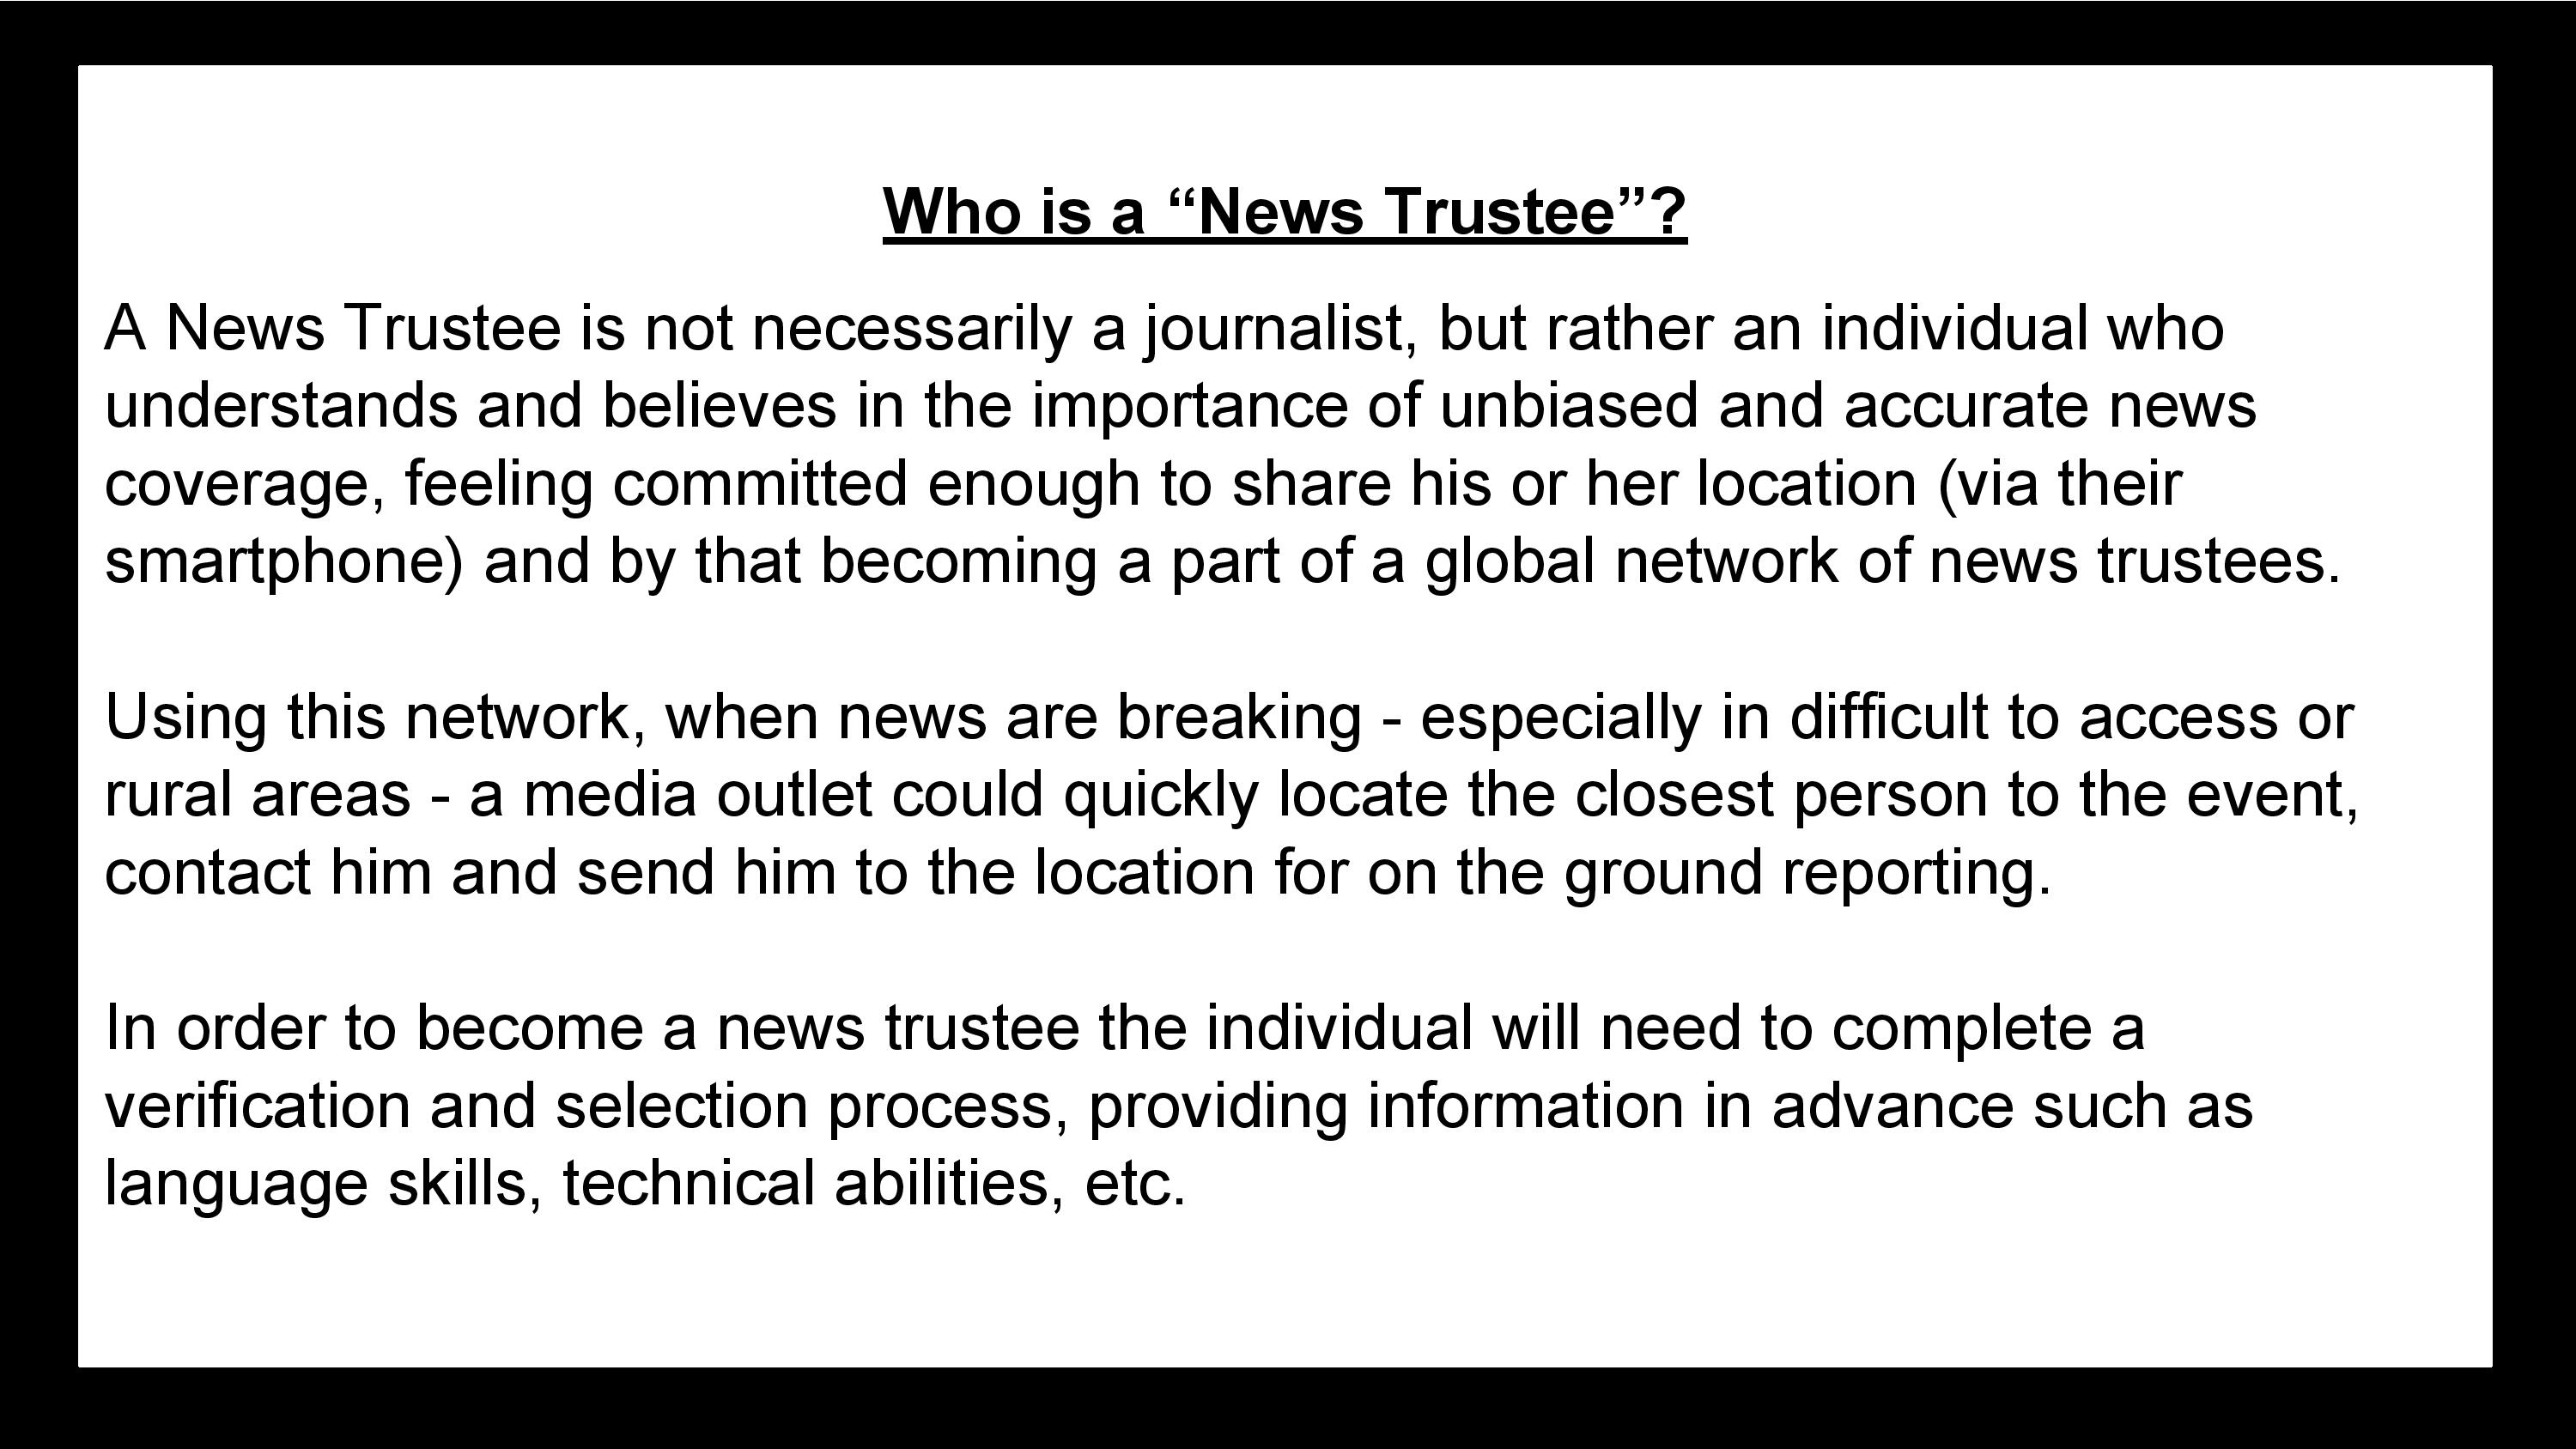 Who is a “News Trustee”?
A News Trustee is not necessarily a journalist, but rather an individual who
understands and believes in the importance of unbiased and accurate news
coverage, feeling committed enough to share his or her location (via their
smartphone) and by that becoming a part of a global network of news trustees.
Using this network, when news are breaking - especially in difficult to access or
rural areas - a media outlet could quickly locate the closest person to the event,
contact him and send him to the location for on the ground reporting.
In order to become a news trustee the individual will need to complete a
verification and selection process, providing information in advance such as
language skills, technical abilities, etc.